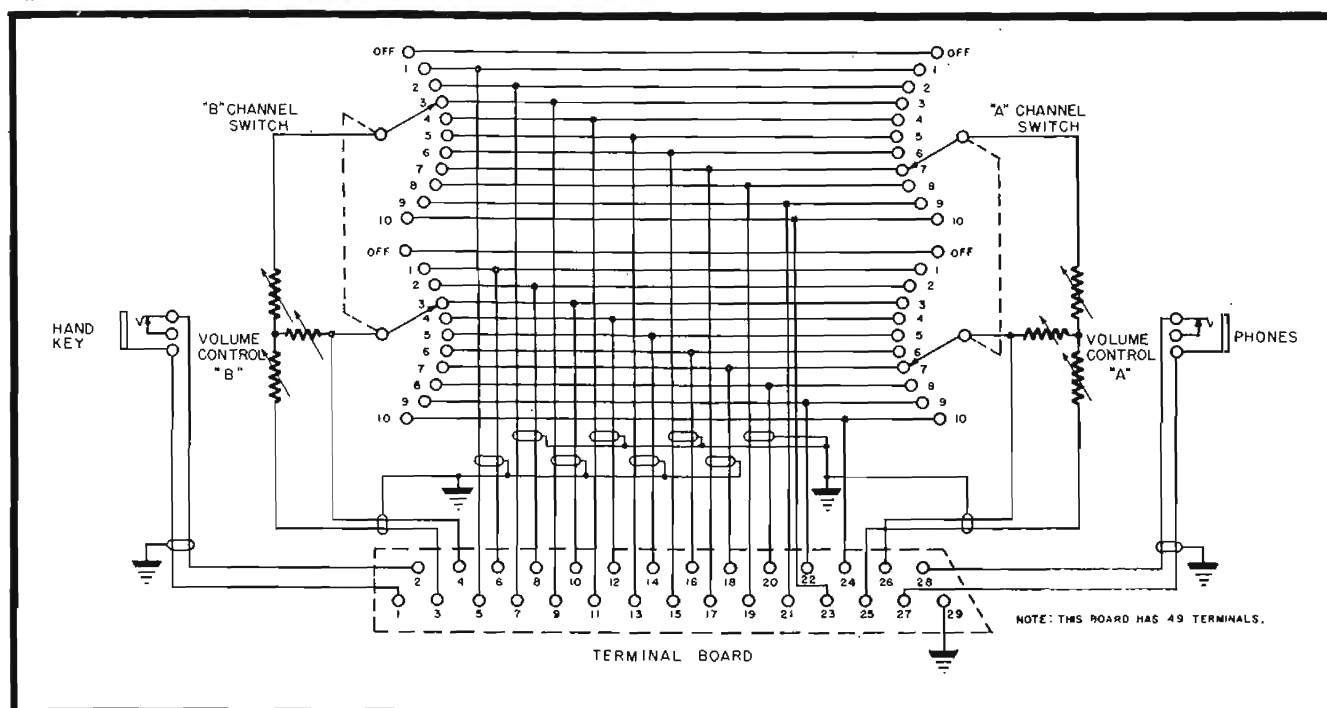 OFF OFF
1 1
2 2
"B" CHANNEL SWITCH 3 3 "A" CHANNEL SWITCH
4 4
5 5
6 6
7 7
8 8
9 9
10 10
OFF OFF
1 1
2 2
3 3
4 4
HAND KEY VOLUME CONTROL "B" 5 5 VOLUME CONTROL "A" PHONES
6 6
7 7
8 8
9 9
10 10
2 4 6 8 10 12 14 16 18 20 22 24 26 28
1 3 5 7 9 11 13 15 17 19 21 23 25 27 29
NOTE: THIS BOARD HAS 49 TERMINALS.
TERMINAL BOARD